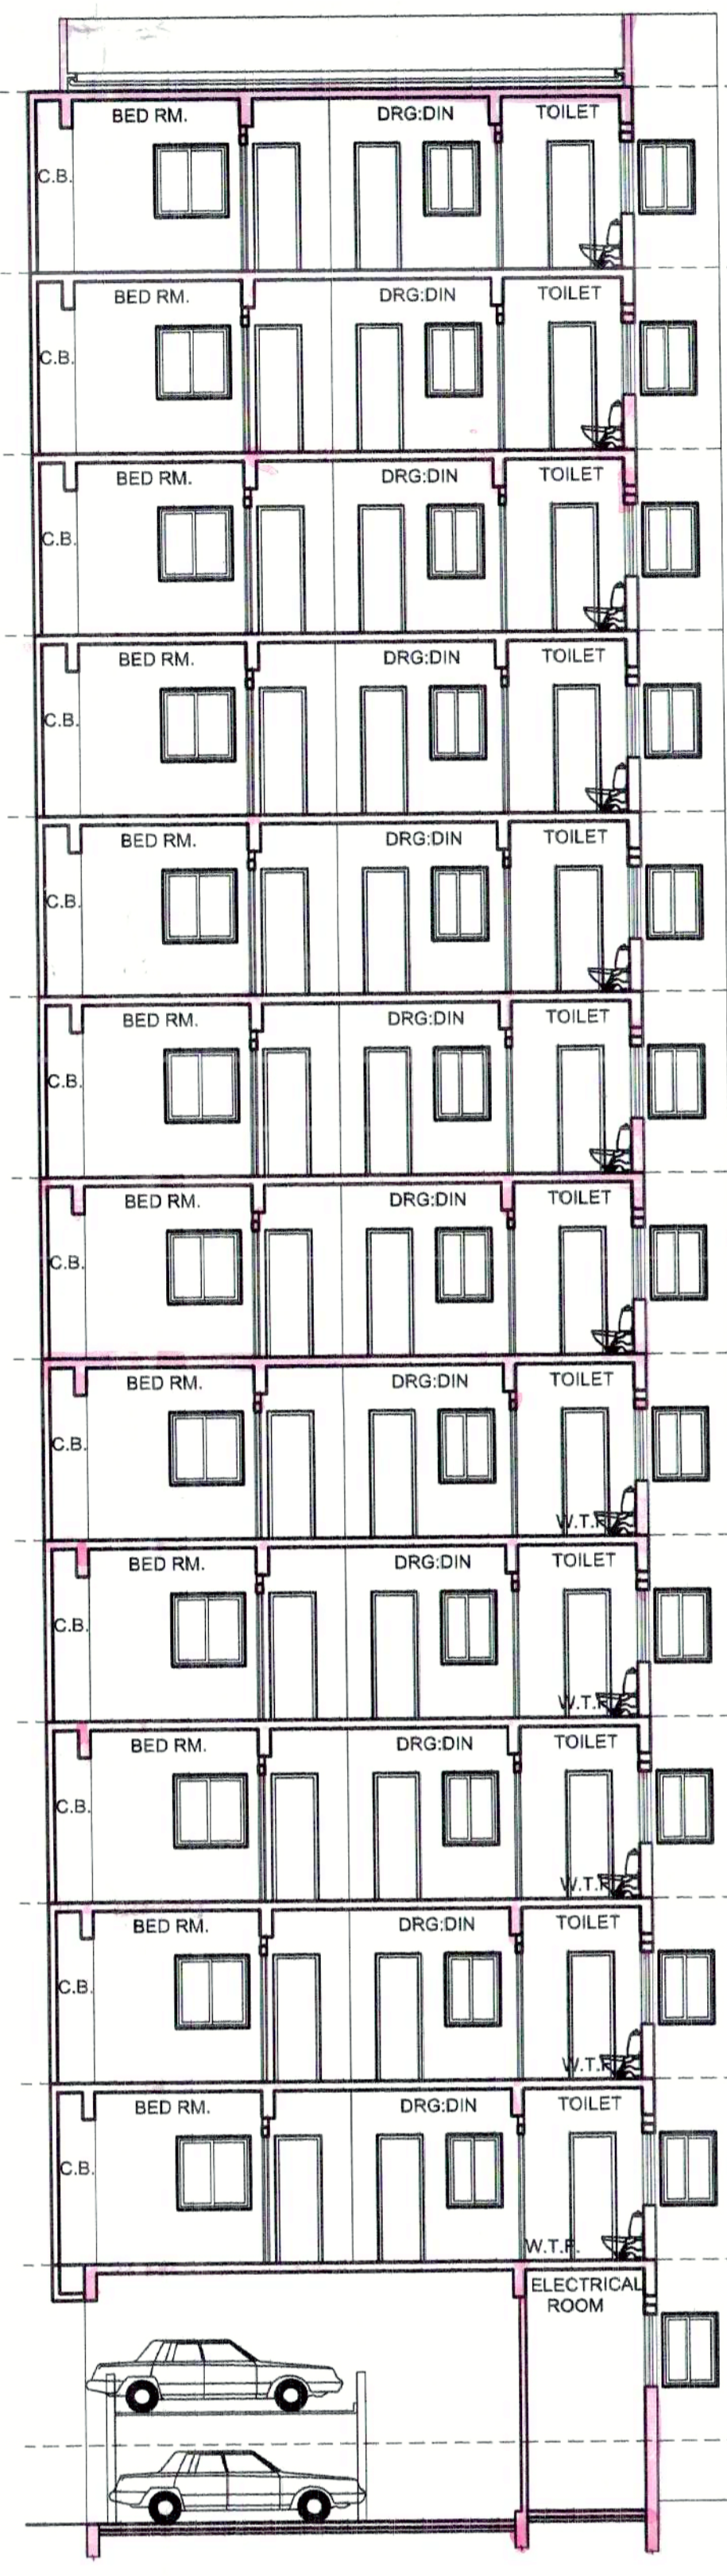 BED RM. DRG:DIN TOILET
C.B.
BED RM. DRG:DIN TOILET
C.B.
BED RM. DRG:DIN TOILET
C.B.
BED RM. DRG:DIN TOILET
C.B.
BED RM. DRG:DIN TOILET
C.B.
BED RM. DRG:DIN TOILET
C.B.
BED RM. DRG:DIN TOILET
C.B.
BED RM. DRG:DIN TOILET
C.B.
W.T.F.
BED RM. DRG:DIN TOILET
C.B.
W.T.F.
BED RM. DRG:DIN TOILET
C.B.
W.T.F.
BED RM. DRG:DIN TOILET
C.B.
W.T.F.
BED RM. DRG:DIN TOILET
C.B.
W.T.F.
ELECTRICAL
ROOM